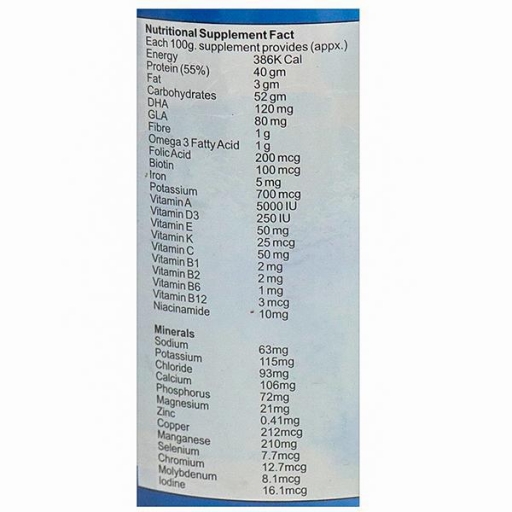 Nutritional Supplement Fact
Each 100g. supplement provides (appx.)
Energy 386K Cal
Protein (55%) 40 gm
Fat 3 gm
Carbohydrates 52 gm
DHA 120 mg
GLA 80 mg
Fibre 1 g
Omega 3 Fatty Acid 1 g
Folic Acid 200 mcg
Biotin 100 mcg
Iron 5 mg
Potassium 700 mcg
Vitamin A 5000 IU
Vitamin D3 250 IU
Vitamin E 50 mg
Vitamin K 25 mcg
Vitamin C 50 mg
Vitamin B1 2 mg
Vitamin B2 2 mg
Vitamin B6 1 mg
Vitamin B12 3 mcg
Niacinamide 10mg
Minerals
Sodium 63mg
Potassium 115mg
Chloride 93mg
Calcium 106mg
Phosphorus 72mg
Magnesium 21mg
Zinc 0.41mg
Copper 212mcg
Manganese 210mg
Selenium 7.7mcg
Chromium 12.7mcg
Molybdenum 8.1mcg
Iodine 16.1mcg